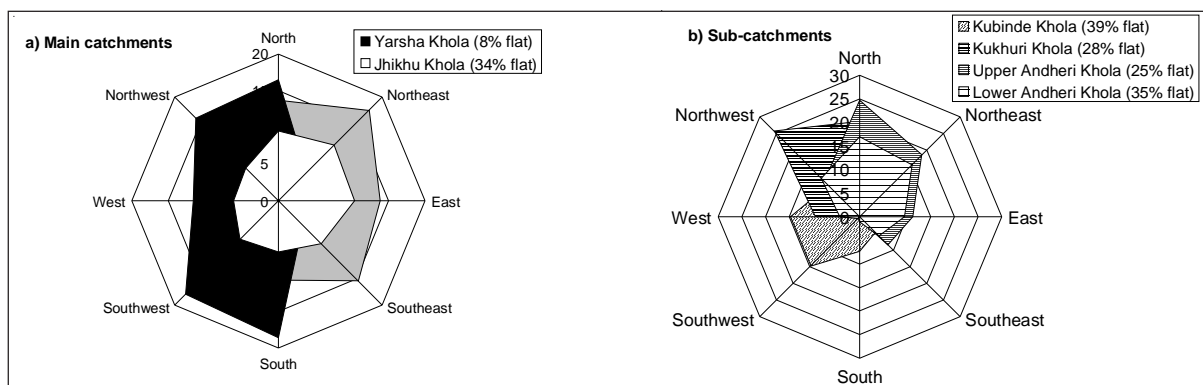 a) Main catchments
Yarsha Khola (8% flat)
Jhikhu Khola (34% flat)
North
20
Northwest
Northeast
5
West
0
East
Southwest
Southeast
South
b) Sub-catchments
Kubinde Khola (39% flat)
Kukhuri Khola (28% flat)
Upper Andheri Khola (25% flat)
Lower Andheri Khola (35% flat)
North
30
25
Northwest
20
Northeast
15
10
5
West
0
East
Southwest
Southeast
South